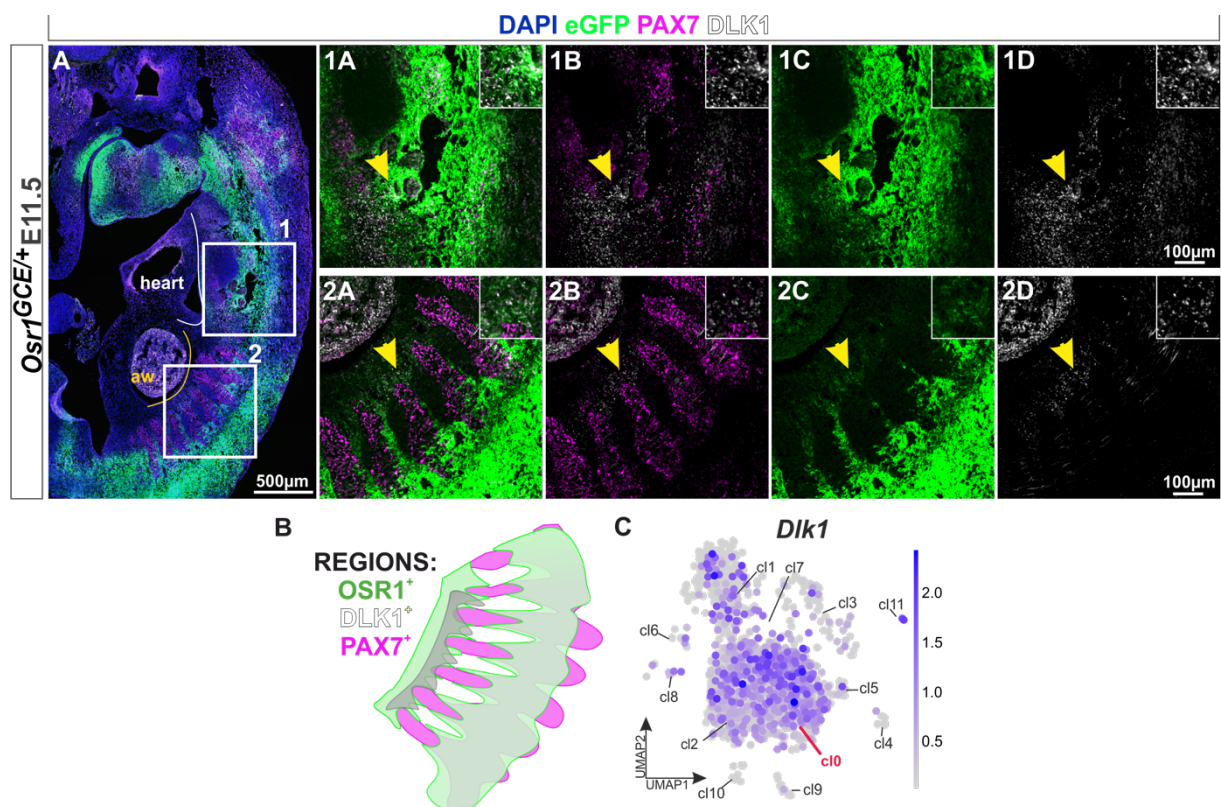 DAPI eGFP PAX7 DLK1
Osr1GCE/+ E11.5
A
1
heart
aw
2
500µm
1A
1B
1C
1D
100µm
2A
2B
2C
2D
100µm
B
REGIONS:
OSR1+
DLK1+
PAX7+
C
Dlk1
cl1
cl7
cl3
cl11
cl6
cl8
cl5
cl4
cl2
cl0
cl10
cl9
UMAP2
UMAP1
2.0
1.5
1.0
0.5